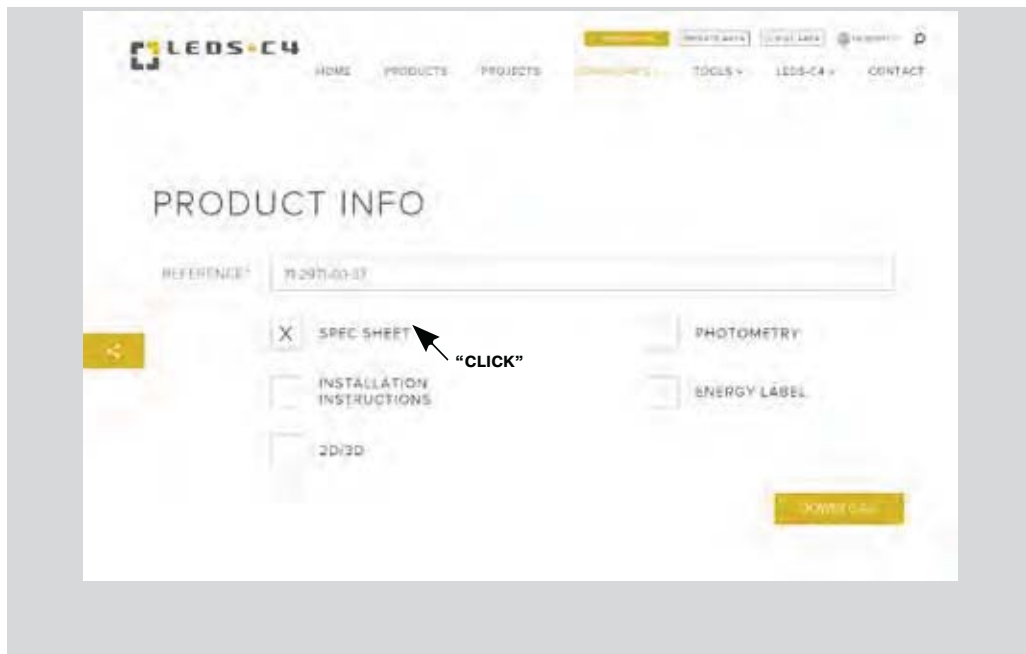 LEDS·C4
HOME PRODUCTS PROJECTS TOOLS LEDS-C4 CONTACT
PRODUCT INFO
REFERENCE*
X SPEC SHEET PHOTOMETRY
"CLICK"
INSTALLATION
INSTRUCTIONS
ENERGY LABEL
2D/3D
DOWNLOAD